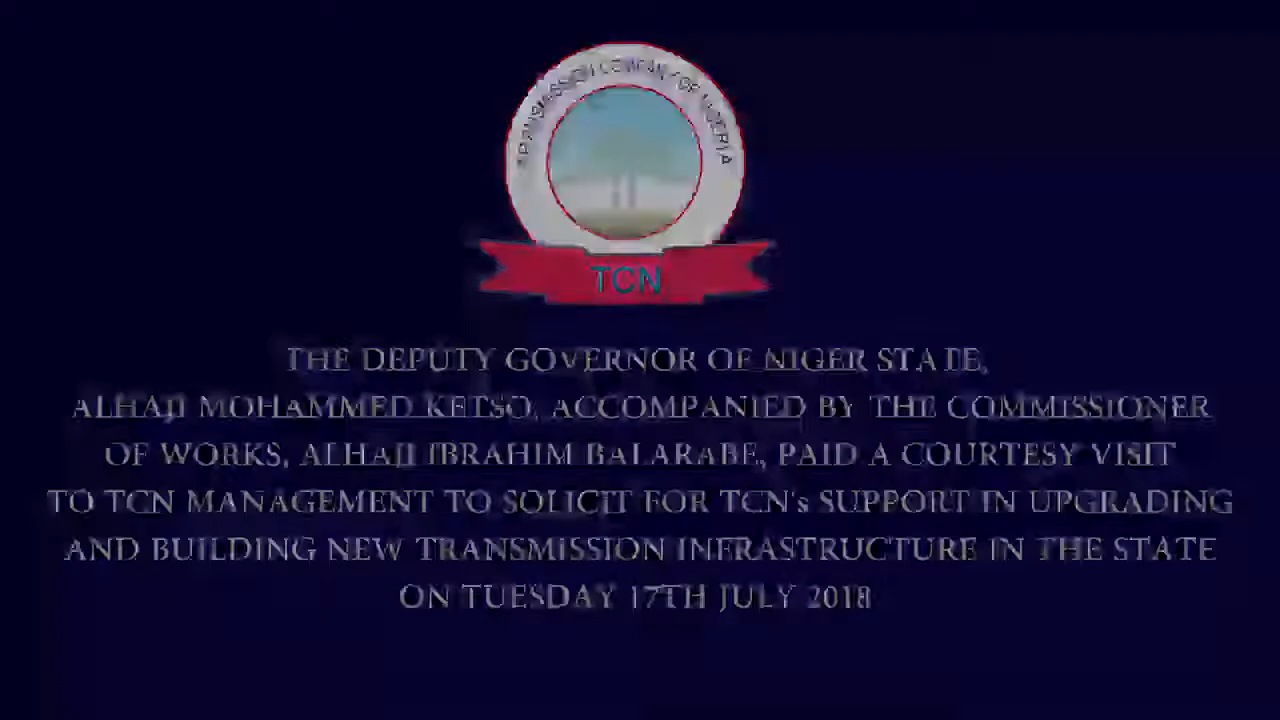 TRANSMISSION COMPANY OF NIGERIA
TCN
THE DEPUTY GOVERNOR OF NIGER STATE,
ALHAJI MOHAMMED KETSO, ACCOMPANIED BY THE COMMISSIONER
OF WORKS, ALHAJI IBRAHIM BALARABE, PAID A COURTESY VISIT
TO TCN MANAGEMENT TO SOLICIT FOR TCN's SUPPORT IN UPGRADING
AND BUILDING NEW TRANSMISSION INFRASTRUCTURE IN THE STATE
ON TUESDAY 17TH JULY 2018